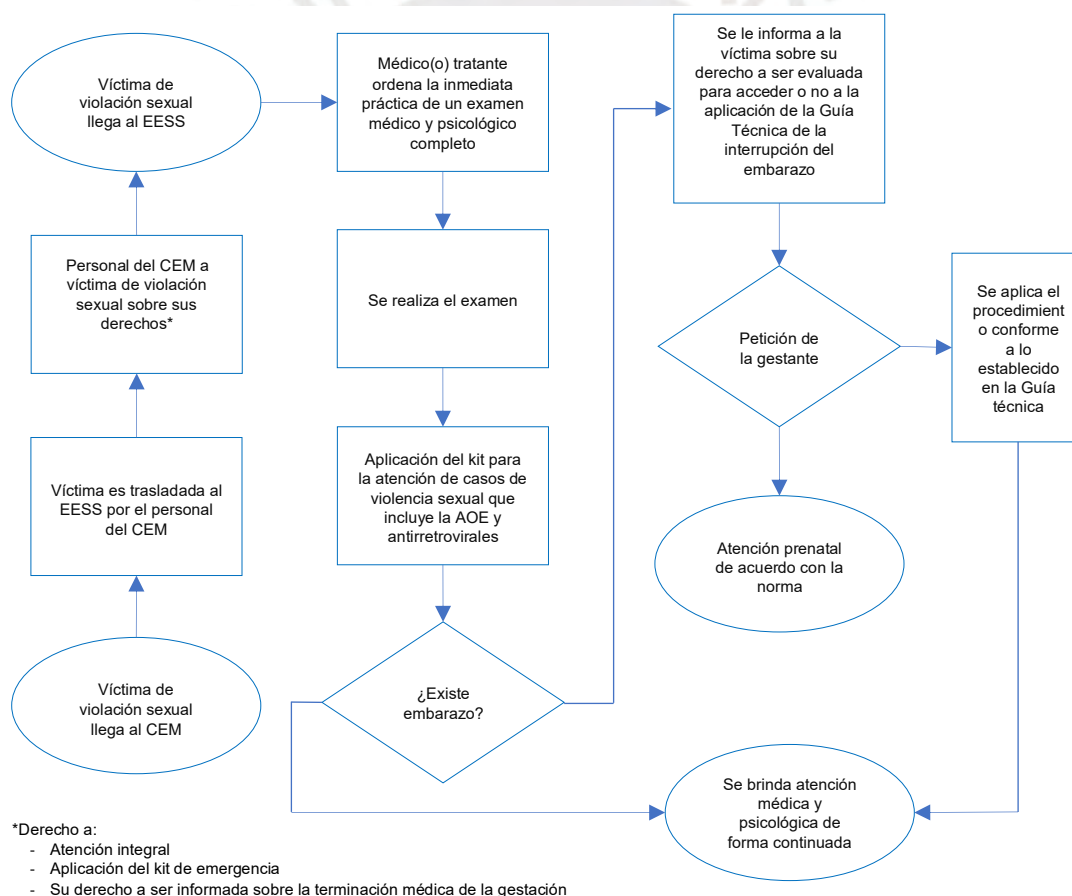 Víctima de
violación sexual
llega al EESS
Médico(o) tratante
ordena la inmediata
práctica de un examen
médico y psicológico
completo
Se le informa a la
víctima sobre su
derecho a ser evaluada
para acceder o no a la
aplicación de la Guía
Técnica de la
interrupción del
embarazo
Personal del CEM a
víctima de violación
sexual sobre sus
derechos*
Se realiza el examen
Petición de
la gestante
Se aplica el
procedimient
o conforme
a lo
establecido
en la Guía
técnica
Víctima es trasladada al
EESS por el personal
del CEM
Aplicación del kit para
la atención de casos de
violencia sexual que
incluye la AOE y
antirretrovirales
Atención prenatal
de acuerdo con la
norma
Víctima de
violación sexual
llega al CEM
¿Existe
embarazo?
Se brinda atención
médica y
psicológica de
forma continuada
*Derecho a:
- Atención integral
- Aplicación del kit de emergencia
- Su derecho a ser informada sobre la terminación médica de la gestación